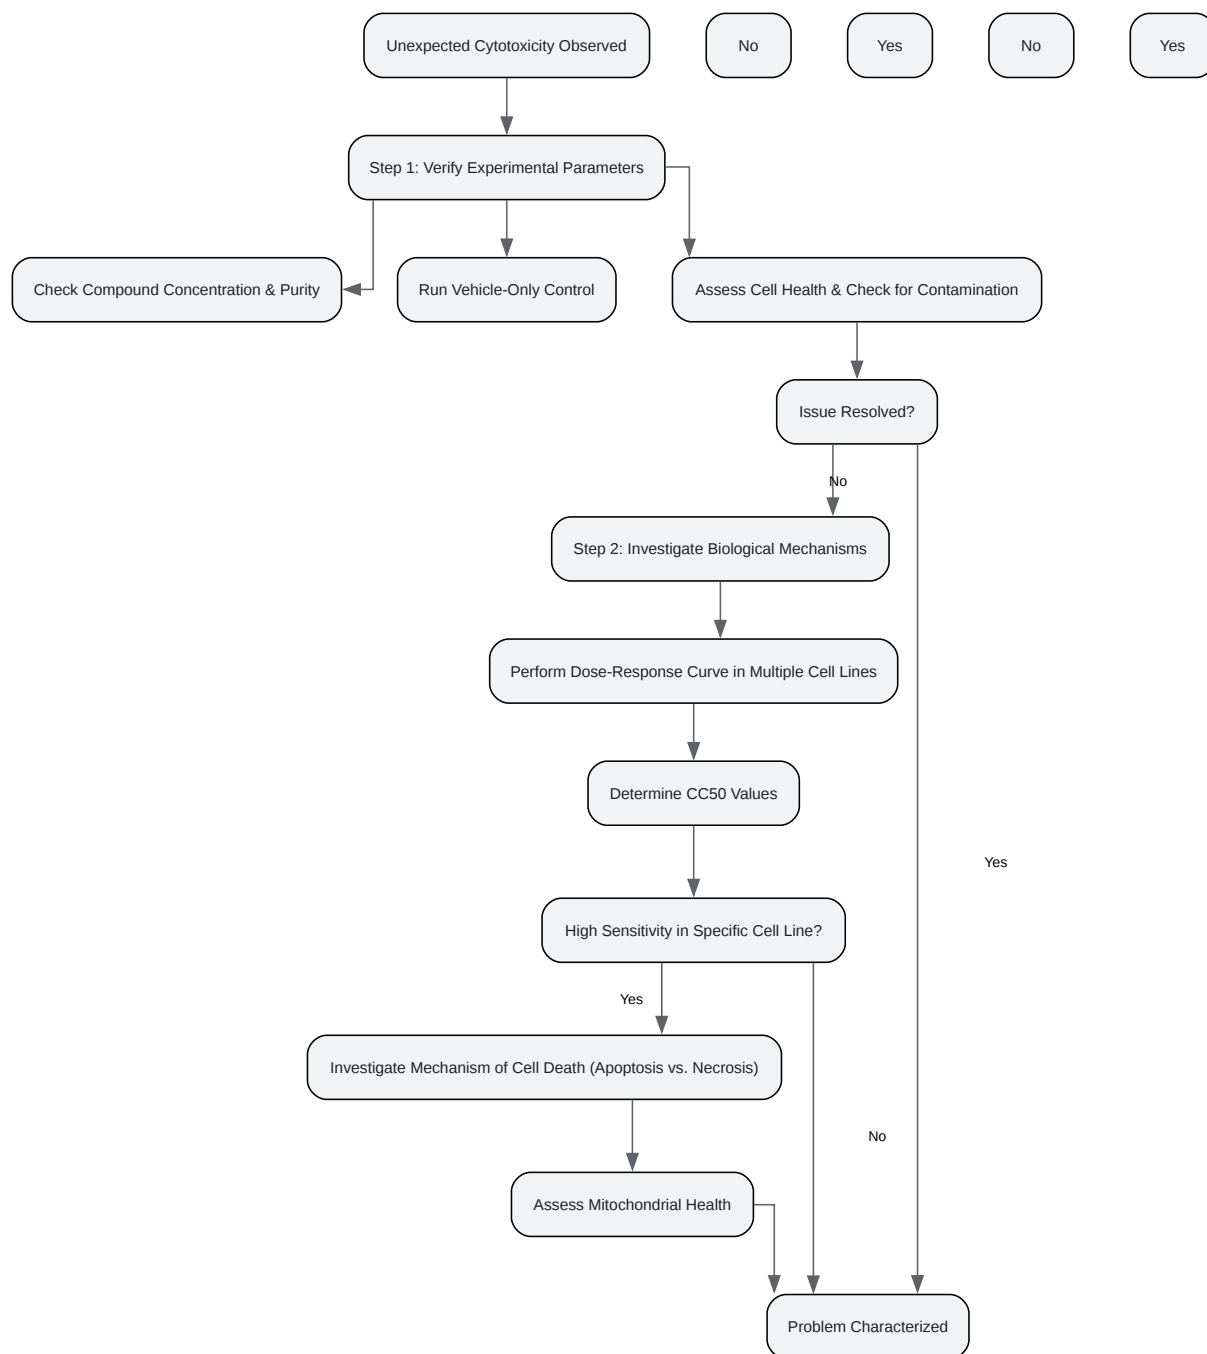 Unexpected Cytotoxicity Observed
No
Yes
No
Yes
Step 1: Verify Experimental Parameters
Check Compound Concentration & Purity
Run Vehicle-Only Control
Assess Cell Health & Check for Contamination
Issue Resolved?
No
Step 2: Investigate Biological Mechanisms
Perform Dose-Response Curve in Multiple Cell Lines
Determine CC50 Values
Yes
High Sensitivity in Specific Cell Line?
Yes
Investigate Mechanism of Cell Death (Apoptosis vs. Necrosis)
No
Assess Mitochondrial Health
Problem Characterized